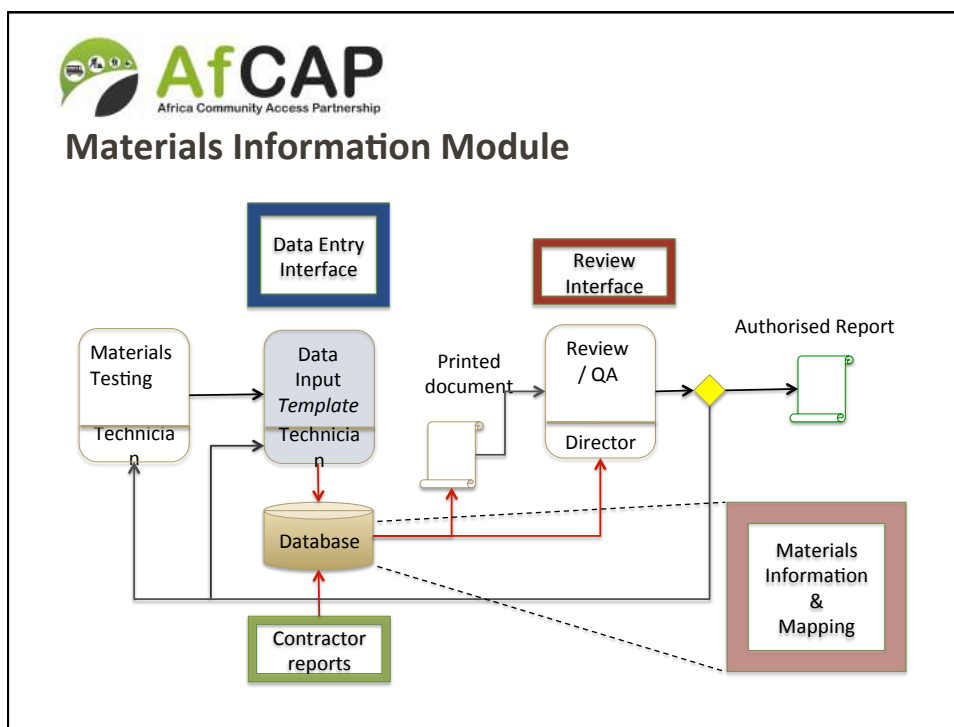 AfCAP
Africa Community Access Partnership
Materials Information Module
Data Entry
Interface
Review
Interface
Authorised Report
Materials
Testing
Technicia
n
Data
Input
Template
Technicia
n
Printed
document
Review
/ QA
Director
Database
Contractor
reports
Materials
Information
&
Mapping